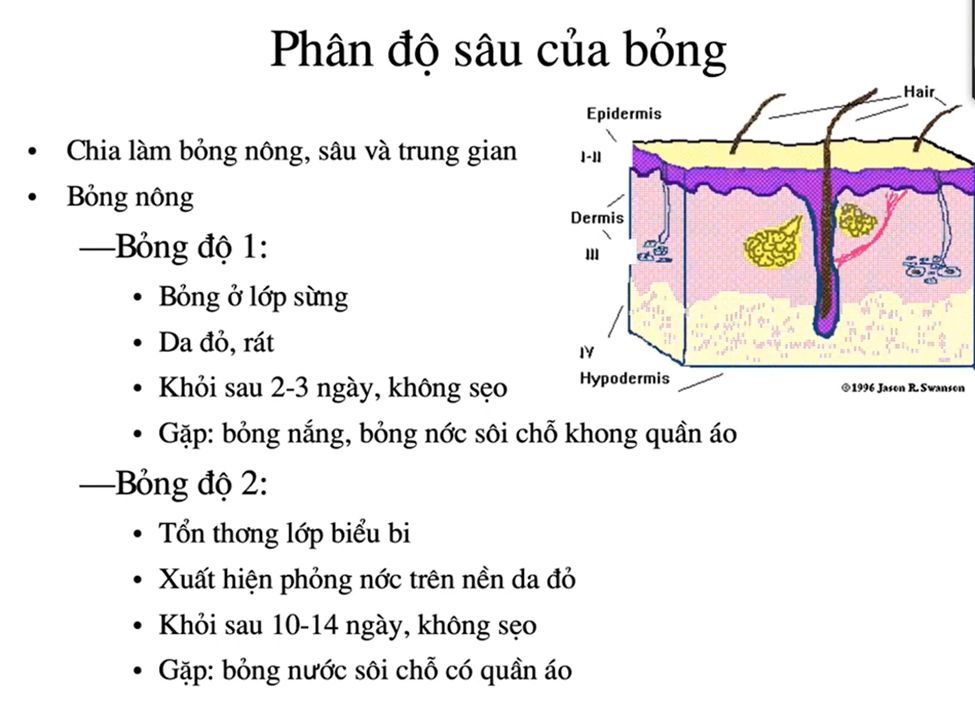 Phân độ sâu của bỏng
• Chia làm bỏng nông, sâu và trung gian
• Bỏng nông
—Bỏng độ 1:
• Bỏng ở lớp sừng
• Da đỏ, rát
• Khỏi sau 2-3 ngày, không sẹo
• Gặp: bỏng nắng, bỏng nớc sôi chỗ khong quần áo
—Bỏng độ 2:
• Tổn thơng lớp biểu bi
• Xuất hiện phỏng nớc trên nền da đỏ
• Khỏi sau 10-14 ngày, không sẹo
• Gặp: bỏng nước sôi chỗ có quần áo
Hair
Epidermis
I-II
Dermis
III
IV
Hypodermis
©1996 Jason R. Swanson